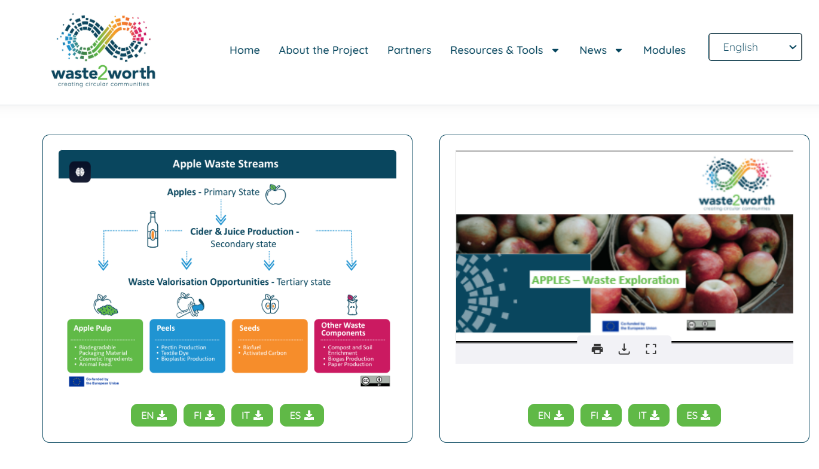 waste2worth
creating circular communities
Home
About the Project
Partners
Resources & Tools
News
Modules
English
Apple Waste Streams
Apples - Primary State
Cider & Juice Production -
Secondary state
Waste Valorisation Opportunities - Tertiary state
Apple Pulp
• Biodegradable
Packaging Material
• Cosmetic Ingredients
• Animal Feed.
Peels
• Pectin Production
• Textile Dye
• Bioplastic Production
Seeds
• Biofuel
• Activated Carbon
Other Waste
Components
• Compost and Soil
Enrichment
• Biogas Production
• Paper Production
Co-funded by
the European Union
EN
FI
IT
ES
waste2worth
creating circular communities
APPLES – Waste Exploration
Co-funded by
the European Union
EN
FI
IT
ES